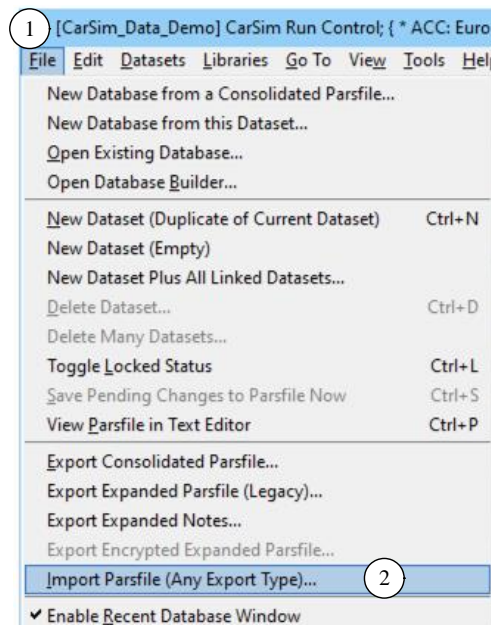 1 [CarSim_Data_Demo] CarSim Run Control; { * ACC: Euro
File Edit Datasets Libraries Go To View Tools Help
New Database from a Consolidated Parsfile...
New Database from this Dataset...
Open Existing Database...
Open Database Builder...
New Dataset (Duplicate of Current Dataset) Ctrl+N
New Dataset (Empty)
New Dataset Plus All Linked Datasets...
Delete Dataset... Ctrl+D
Delete Many Datasets...
Toggle Locked Status Ctrl+L
Save Pending Changes to Parsfile Now Ctrl+S
View Parsfile in Text Editor Ctrl+P
Export Consolidated Parsfile...
Export Expanded Parsfile (Legacy)...
Export Expanded Notes...
Export Encrypted Expanded Parsfile...
Import Parsfile (Any Export Type)... 2
✔ Enable Recent Database Window